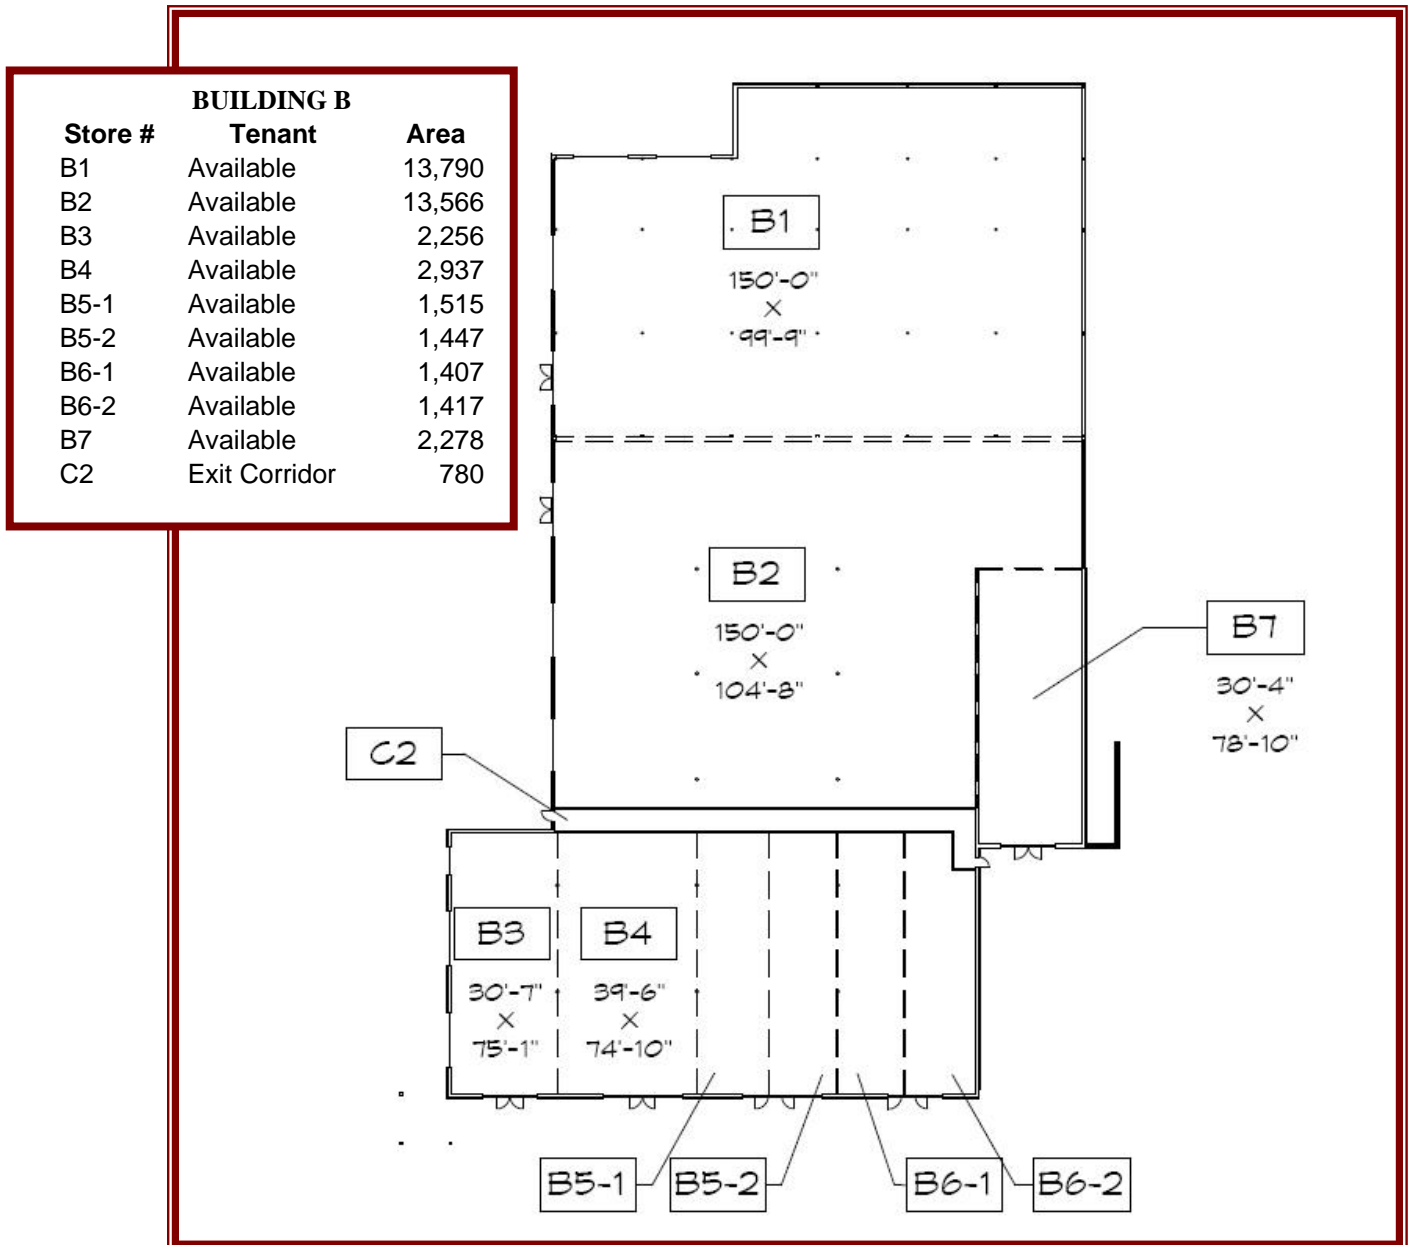 BUILDING B
Store # Tenant Area
B1 Available 13,790
B2 Available 13,566
B3 Available 2,256
B4 Available 2,937
B5-1 Available 1,515
B5-2 Available 1,447
B6-1 Available 1,407
B6-2 Available 1,417
B7 Available 2,278
C2 Exit Corridor 780
B1
150'-0"
X
99'-9"
B2
150'-0"
X
104'-8"
B7
30'-4"
X
78'-10"
C2
B3
30'-7"
X
75'-1"
B4
39'-6"
X
74'-10"
B5-1 B5-2 B6-1 B6-2